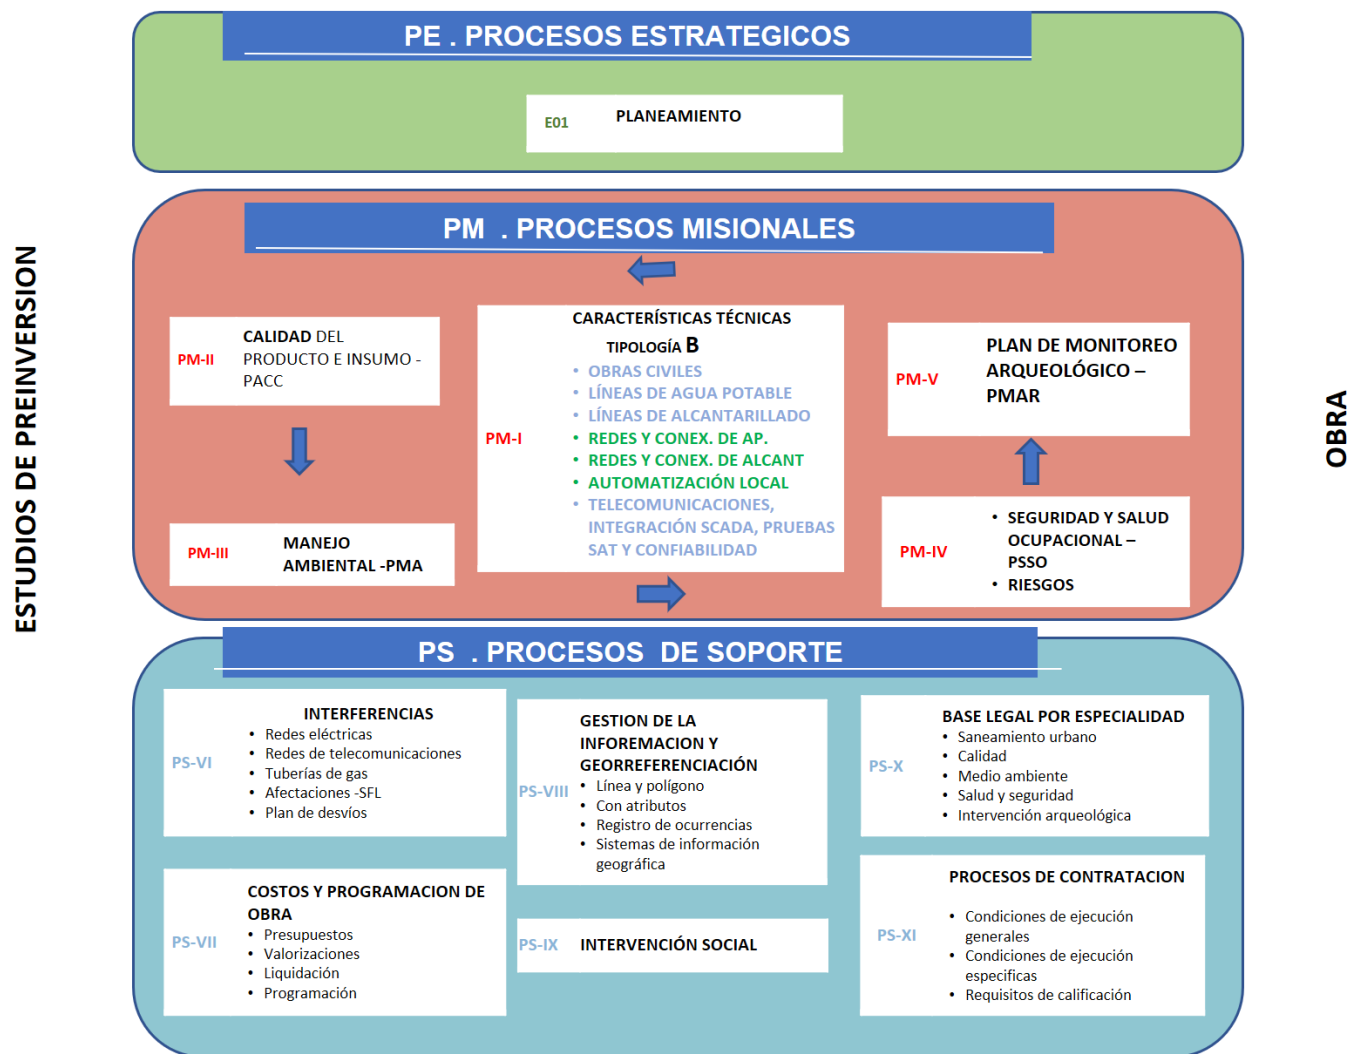 PE . PROCESOS ESTRATEGICOS
E01
PLANEAMIENTO
ESTUDIOS DE PREINVERSION
OBRA
PM . PROCESOS MISIONALES
PM-II
CALIDAD DEL
PRODUCTO E INSUMO -
PACC
PM-III
MANEJO
AMBIENTAL -PMA
PM-I
CARACTERÍSTICAS TÉCNICAS
TIPOLOGÍA B
• OBRAS CIVILES
• LÍNEAS DE AGUA POTABLE
• LÍNEAS DE ALCANTARILLADO
• REDES Y CONEX. DE AP.
• REDES Y CONEX. DE ALCANT
• AUTOMATIZACIÓN LOCAL
• TELECOMUNICACIONES,
INTEGRACIÓN SCADA, PRUEBAS
SAT Y CONFIABILIDAD
PM-V
PLAN DE MONITOREO
ARQUEOLÓGICO –
PMAR
PM-IV
• SEGURIDAD Y SALUD
OCUPACIONAL –
PSSO
• RIESGOS
PS . PROCESOS DE SOPORTE
PS-VI
INTERFERENCIAS
• Redes eléctricas
• Redes de telecomunicaciones
• Tuberías de gas
• Afectaciones -SFL
• Plan de desvíos
PS-VII
COSTOS Y PROGRAMACION DE
OBRA
• Presupuestos
• Valorizaciones
• Liquidación
• Programación
PS-VIII
GESTION DE LA
INFOREMACION Y
GEORREFERENCIACIÓN
• Línea y polígono
• Con atributos
• Registro de ocurrencias
• Sistemas de información
geográfica
PS-IX
INTERVENCIÓN SOCIAL
PS-X
BASE LEGAL POR ESPECIALIDAD
• Saneamiento urbano
• Calidad
• Medio ambiente
• Salud y seguridad
• Intervención arqueológica
PS-XI
PROCESOS DE CONTRATACION
• Condiciones de ejecución
generales
• Condiciones de ejecución
especificas
• Requisitos de calificación